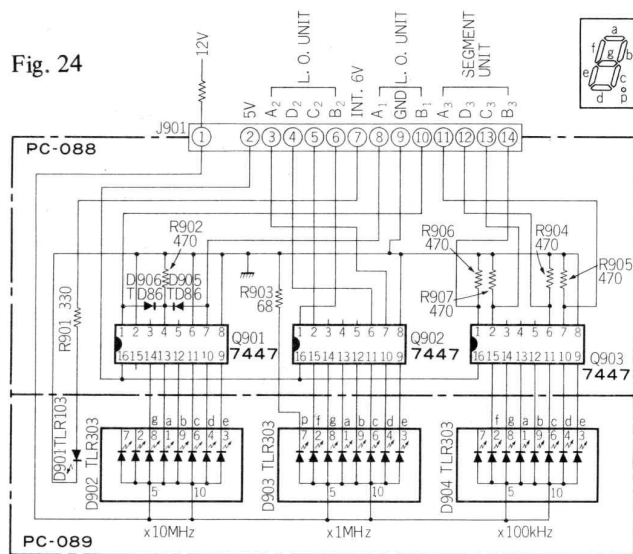 Fig. 24
12V
5V
L. O. UNIT
A2
D2
C2
B2
INT. 6V
L. O. UNIT
A1
GND
B1
SEGMENT UNIT
A3
D3
C3
B3
a
f
g
b
e
c
d
p
J901
1 2 3 4 5 6 7 8 9 10 11 12 13 14
PC-088
R902
470
D906 D905
TD86 TD86
R903
68
R906
470
R907
470
R904
470
R905
470
R901 330
1 2 3 4 5 6 7 8
16 15 14 13 12 11 10 9
Q901
7447
1 2 3 4 5 6 7 8
16 15 14 13 12 11 10 9
Q902
7447
1 2 3 4 5 6 7 8
16 15 14 13 12 11 10 9
Q903
7447
D901 TLR103
D902 TLR303
g a b c d e
7 2 8 1 9 6 4 3
5 10
x10MHz
D903 TLR303
p f g a b c d e
7 2 8 1 9 6 4 3
5 10
x1MHz
D904 TLR303
f g a b c d e
7 2 8 1 9 6 4 3
5 10
x100kHz
PC-089